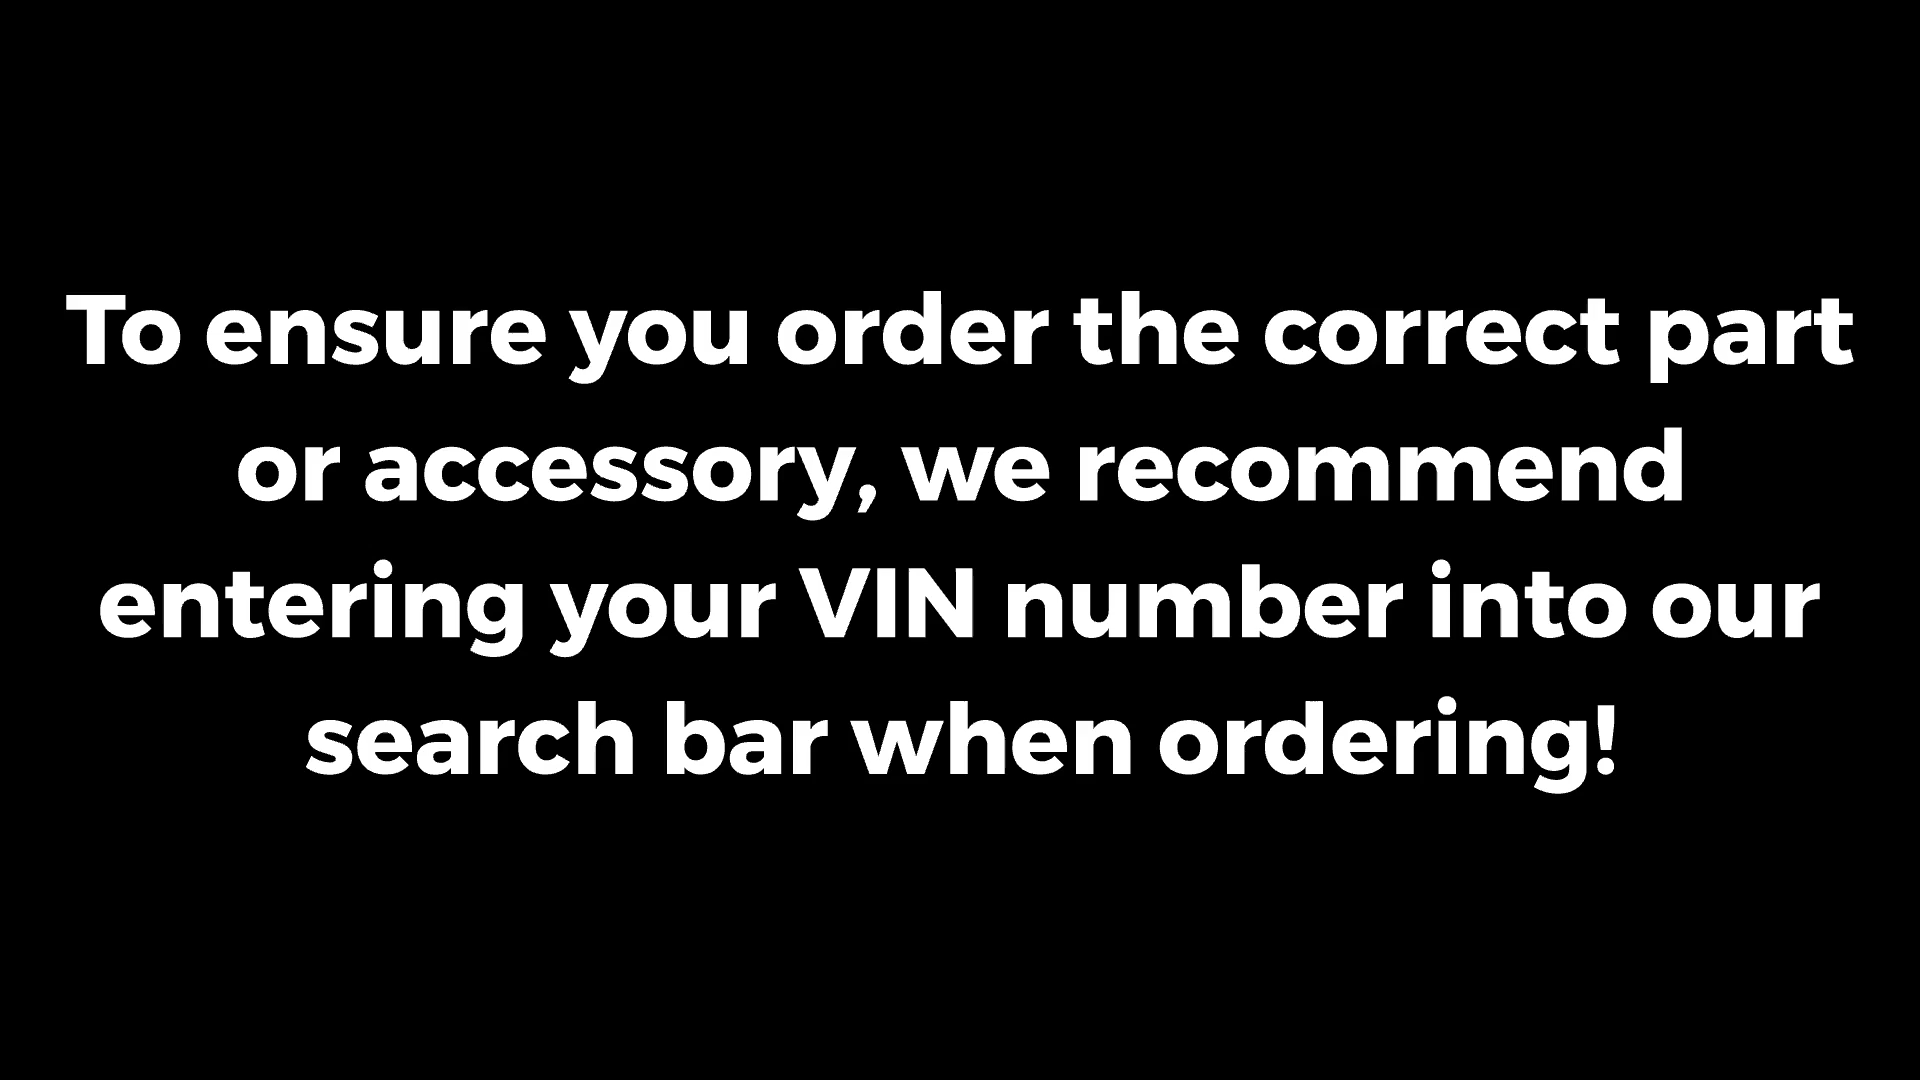 To ensure you order the correct part
or accessory, we recommend
entering your VIN number into our
search bar when ordering!